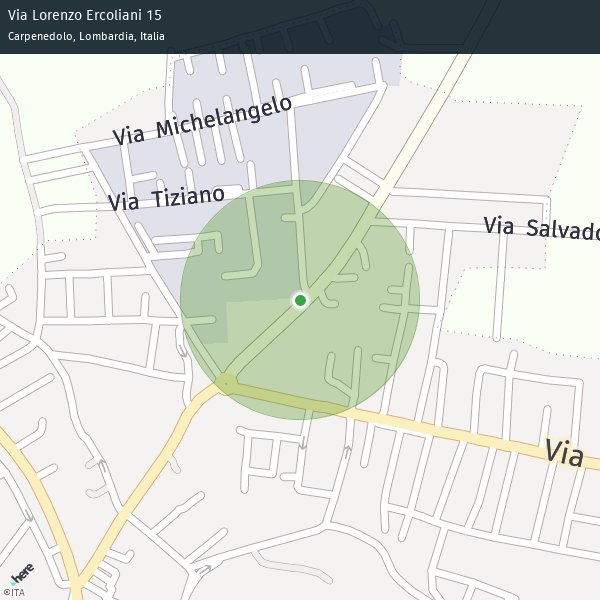 Via Lorenzo Ercoliani 15
Carpenedolo, Lombardia, Italia
Via Michelangelo
Via Tiziano
Via Salvado
Via
here
©ITA